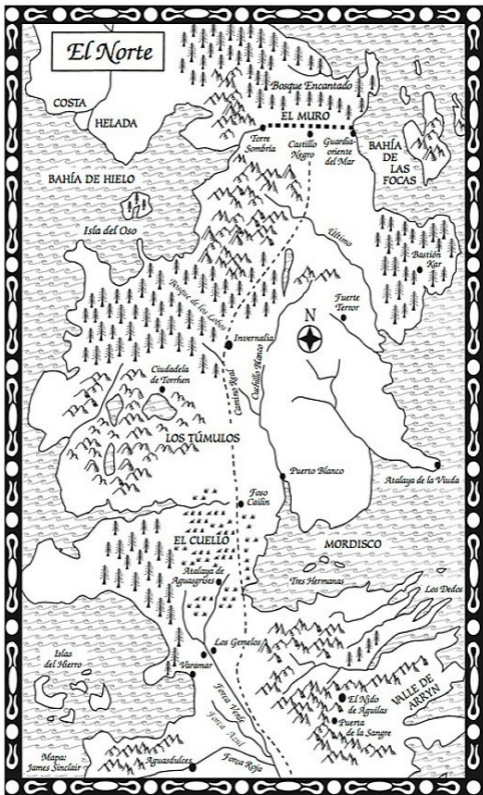 El Norte
Bosque Encantado
COSTA
HELADA
EL MURO
Torre
Sombría
Castillo
Negro
Guardia-
oriente
del Mar
BAHÍA
DE
LAS
FOCAS
BAHÍA DE HIELO
Isla del Oso
Último
Bastión
Kar
Bosque de los Lobos
Fuerte
Terror
N
Invernalia
Ciudadela
de Torrhen
Camino Real
Cuchillo Blanco
LOS TÚMULOS
Puerto Blanco
Atalaya de la Viuda
Foso
Cailin
EL CUELLO
MORDISCO
Atalaya de
Aguasgrises
Tres Hermanas
Los Dedos
Los Gemelos
Islas
del Hierro
Varamar
Forca Verde
Forca Azul
El Nido
de Águilas
VALLE DE
ARRYN
Puerta
de la Sangre
Mapa:
James Sinclair
Aguasdulces
Forca Roja